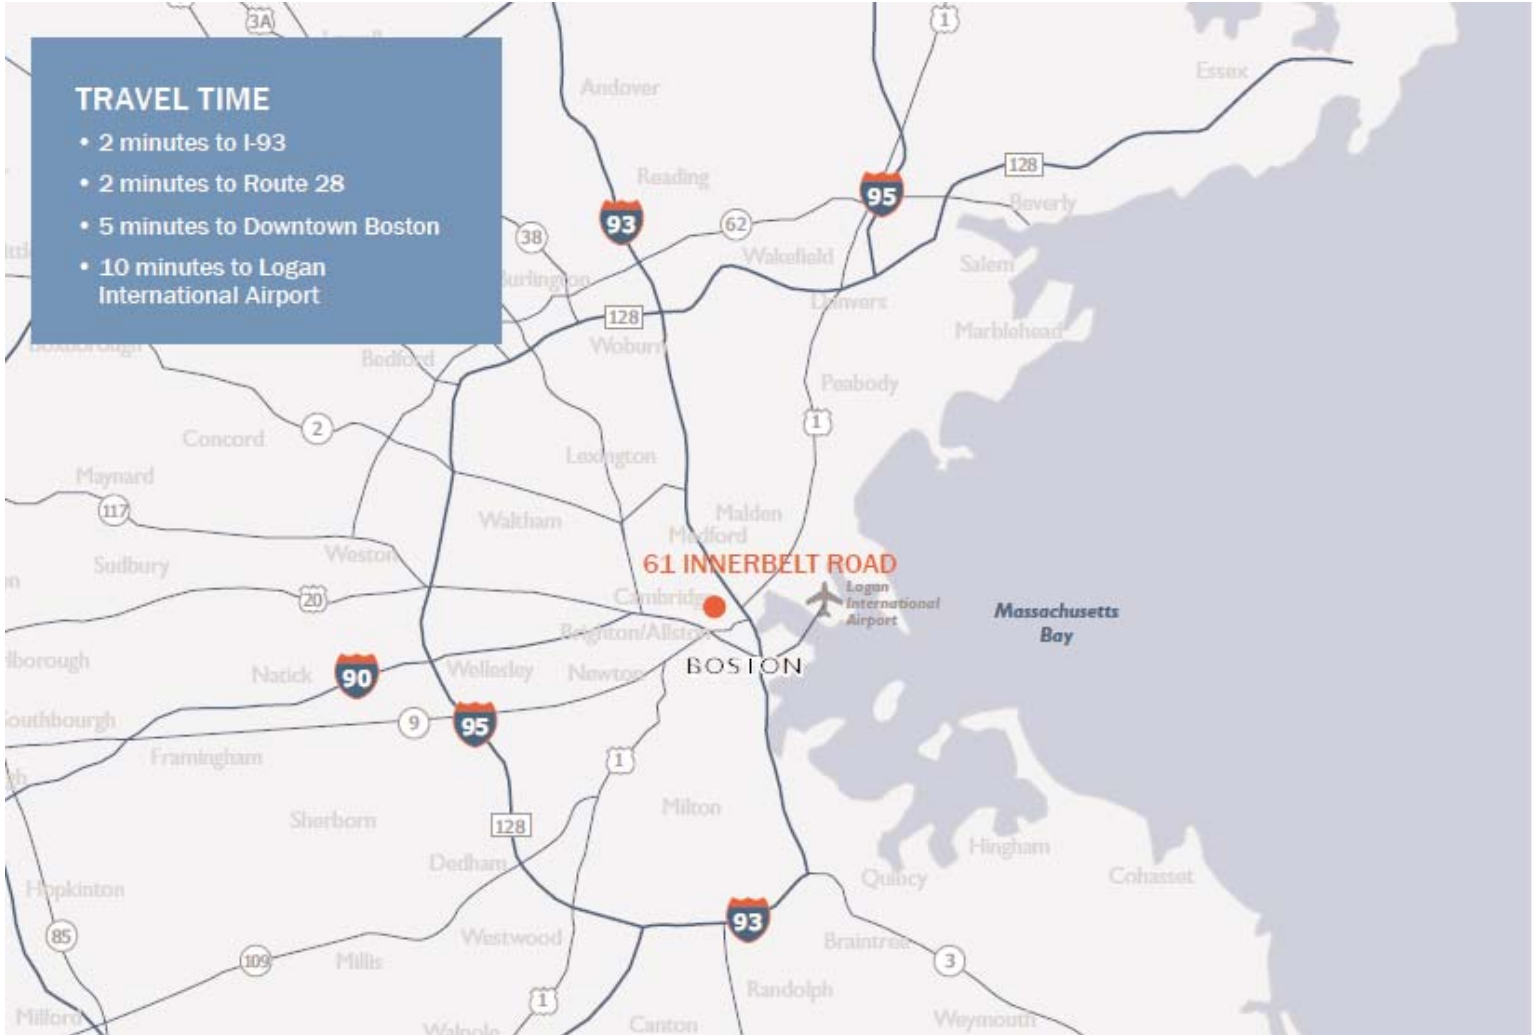 3A
1
Essex
Andover
TRAVEL TIME
• 2 minutes to I-93
• 2 minutes to Route 28
• 5 minutes to Downtown Boston
• 10 minutes to Logan
International Airport
Reading
128
95
Beverly
93
62
38
Wakefield
Salem
Burlington
Danvers
128
Marblehead
Woburn
Boxborough
Bedford
Peabody
1
2
Concord
Lexington
Maynard
117
Waltham
Malden
Medford
Weston
61 INNERBELT ROAD
Sudbury
20
Cambridge
Logan
International
Airport
Massachusetts
Bay
Brighton/Allston
BOSTON
lborough
Natick
90
Wellesley
Newton
outhbourgh
9
95
Framingham
1
Sherborn
128
Milton
Dedham
Hingham
Quincy
Cohasset
Hopkinton
93
85
Westwood
Braintree
109
Millis
3
Randolph
1
Milford
Walpole
Canton
Weymouth